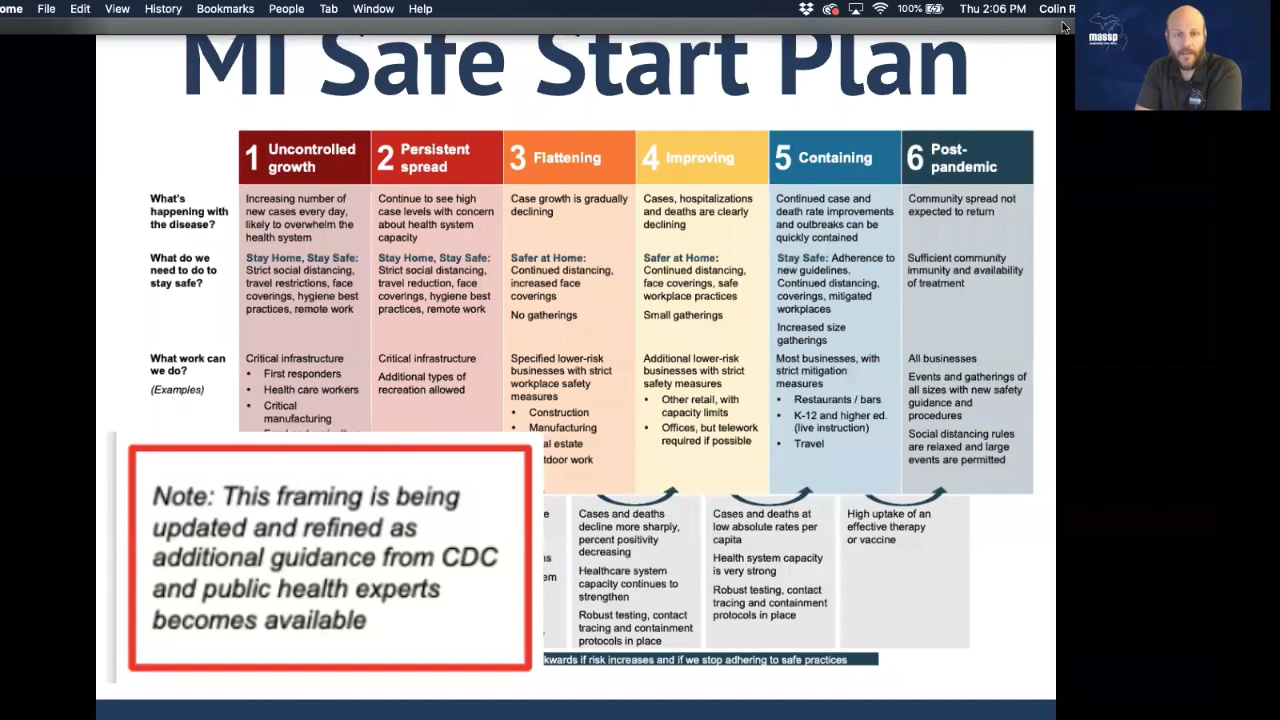 ome File Edit View History Bookmarks People Tab Window Help 100% Thu 2:06 PM Colin R
massp
MI Safe Start Plan
1 Uncontrolled growth
2 Persistent spread
3 Flattening
4 Improving
5 Containing
6 Post-pandemic
What's
happening with
the disease?
Increasing number of
new cases every day,
likely to overwhelm the
health system
Continue to see high
case levels with concern
about health system
capacity
Case growth is gradually
declining
Cases, hospitalizations
and deaths are clearly
declining
Continued case and
death rate improvements
and outbreaks can be
quickly contained
Community spread not
expected to return
What do we
need to do to
stay safe?
Stay Home, Stay Safe:
Strict social distancing,
travel restrictions, face
coverings, hygiene best
practices, remote work
Stay Home, Stay Safe:
Strict social distancing,
travel reduction, face
coverings, hygiene best
practices, remote work
Safer at Home:
Continued distancing,
increased face
coverings
No gatherings
Safer at Home:
Continued distancing,
face coverings, safe
workplace practices
Small gatherings
Stay Safe: Adherence to
new guidelines.
Continued distancing,
coverings, mitigated
workplaces
Increased size
gatherings
Sufficient community
immunity and availability
of treatment
What work can
we do?
(Examples)
Critical infrastructure
• First responders
• Health care workers
• Critical
manufacturing
Critical infrastructure
Additional types of
recreation allowed
Specified lower-risk
businesses with strict
workplace safety
measures
• Construction
• Manufacturing
al estate
tdoor work
Additional lower-risk
businesses with strict
safety measures
• Other retail, with
capacity limits
• Offices, but telework
required if possible
Most businesses, with
strict mitigation
measures
• Restaurants / bars
• K-12 and higher ed.
(live instruction)
• Travel
All businesses
Events and gatherings of
all sizes with new safety
guidance and
procedures
Social distancing rules
are relaxed and large
events are permitted
Note: This framing is being
updated and refined as
additional guidance from CDC
and public health experts
becomes available
Cases and deaths
decline more sharply,
percent positivity
decreasing
Healthcare system
capacity continues to
strengthen
Robust testing, contact
tracing and containment
protocols in place
Cases and deaths at
low absolute rates per
capita
Health system capacity
is very strong
Robust testing, contact
tracing and containment
protocols in place
High uptake of an
effective therapy
or vaccine
kwards if risk increases and if we stop adhering to safe practices